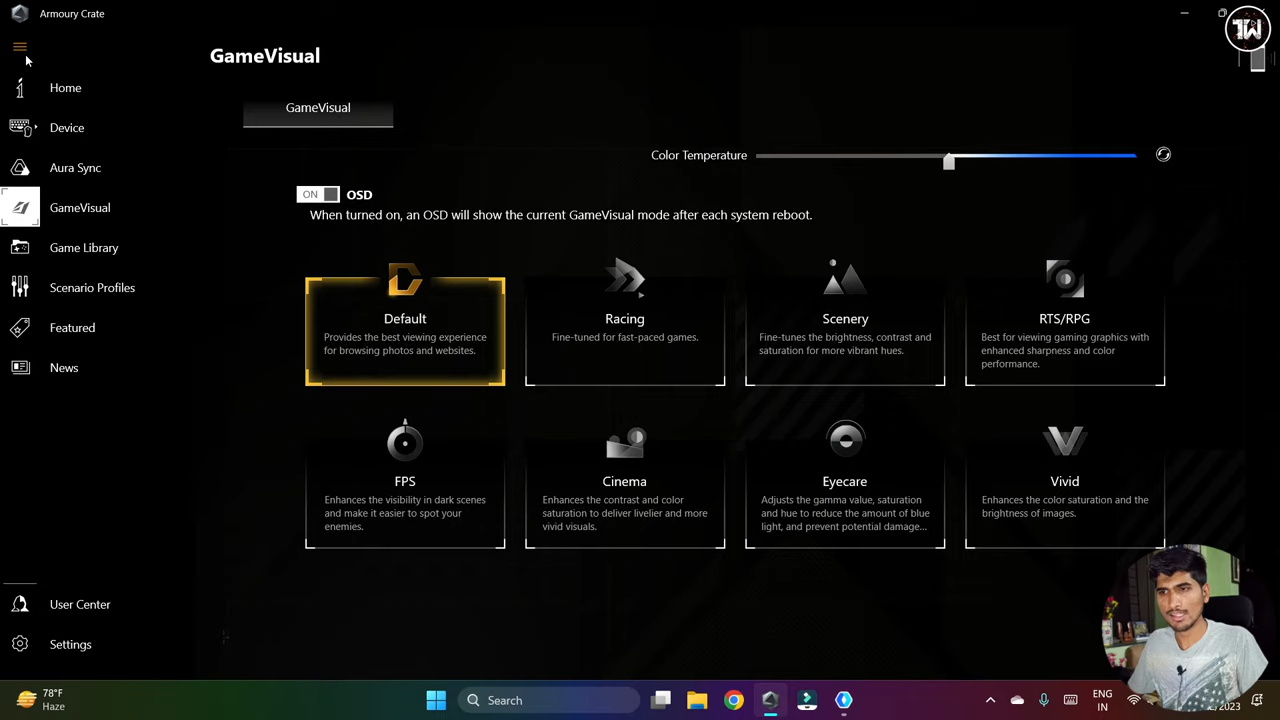 Armoury Crate
TW
GameVisual
Home
Device
Aura Sync
GameVisual
Game Library
Scenario Profiles
Featured
News
User Center
Settings
GameVisual
Color Temperature
ON OSD
When turned on, an OSD will show the current GameVisual mode after each system reboot.
Default
Provides the best viewing experience
for browsing photos and websites.
Racing
Fine-tuned for fast-paced games.
Scenery
Fine-tunes the brightness, contrast and
saturation for more vibrant hues.
RTS/RPG
Best for viewing gaming graphics with
enhanced sharpness and color
performance.
FPS
Enhances the visibility in dark scenes
and make it easier to spot your
enemies.
Cinema
Enhances the contrast and color
saturation to deliver livelier and more
vivid visuals.
Eyecare
Adjusts the gamma value, saturation
and hue to reduce the amount of blue
light, and prevent potential damage...
Vivid
Enhances the color saturation and the
brightness of images.
78°F
Haze
Search
ENG
IN
/2023